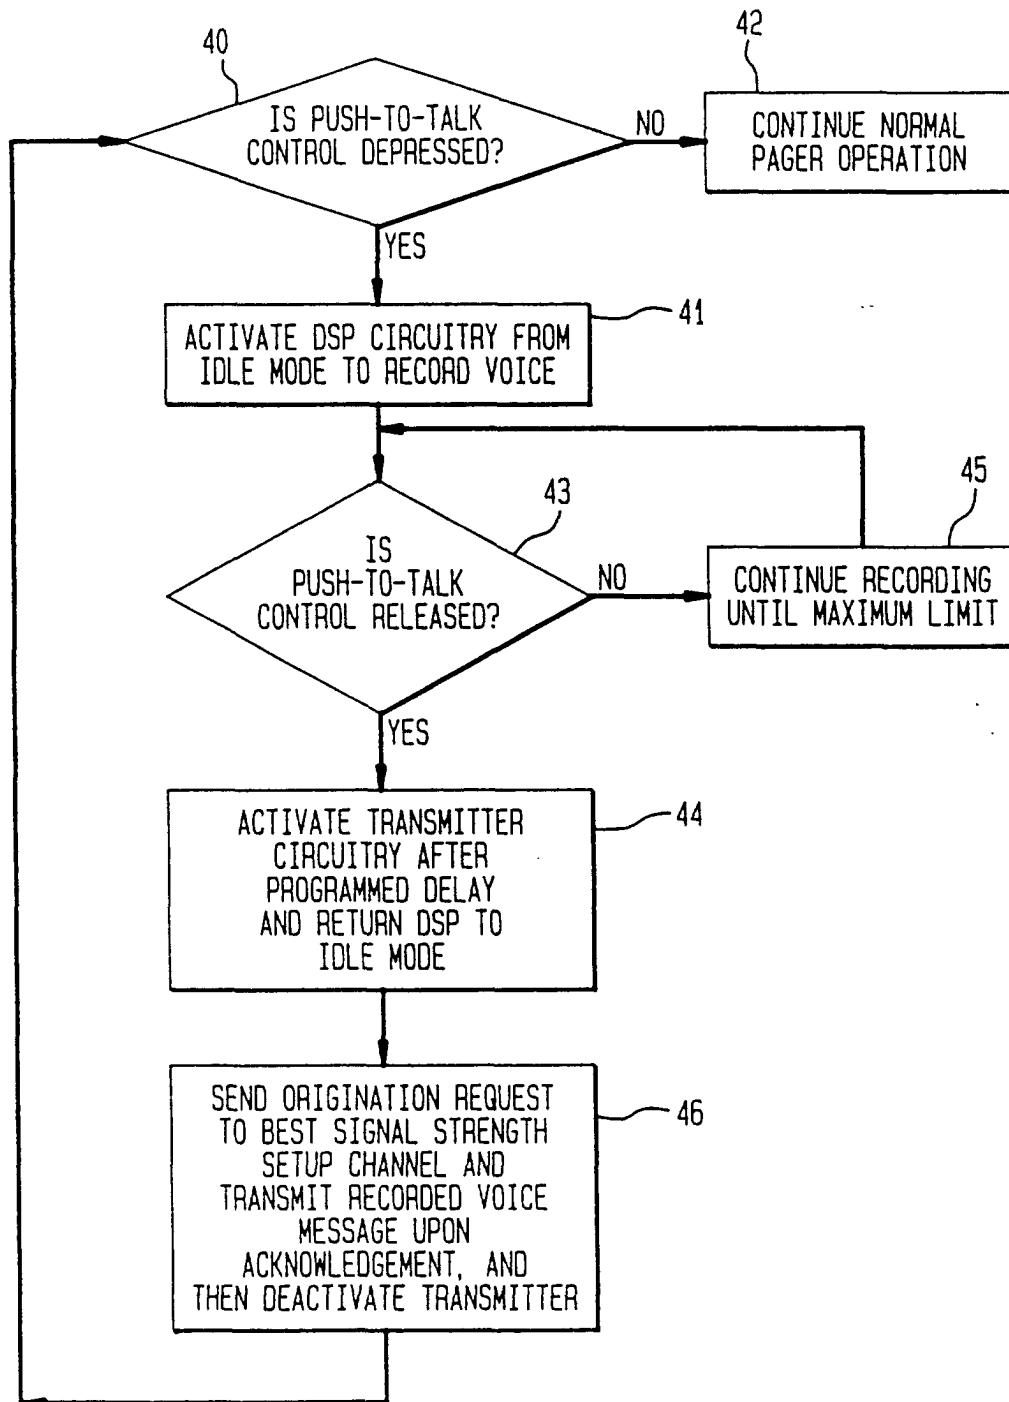 40
IS PUSH-TO-TALK
CONTROL DEPRESSED?
NO
42
CONTINUE NORMAL
PAGER OPERATION
YES
41
ACTIVATE DSP CIRCUITRY FROM
IDLE MODE TO RECORD VOICE
43
IS
PUSH-TO-TALK
CONTROL RELEASED?
NO
45
CONTINUE RECORDING
UNTIL MAXIMUM LIMIT
YES
44
ACTIVATE TRANSMITTER
CIRCUITRY AFTER
PROGRAMMED DELAY
AND RETURN DSP TO
IDLE MODE
46
SEND ORIGINATION REQUEST
TO BEST SIGNAL STRENGTH
SETUP CHANNEL AND
TRANSMIT RECORDED VOICE
MESSAGE UPON
ACKNOWLEDGEMENT, AND
THEN DEACTIVATE TRANSMITTER